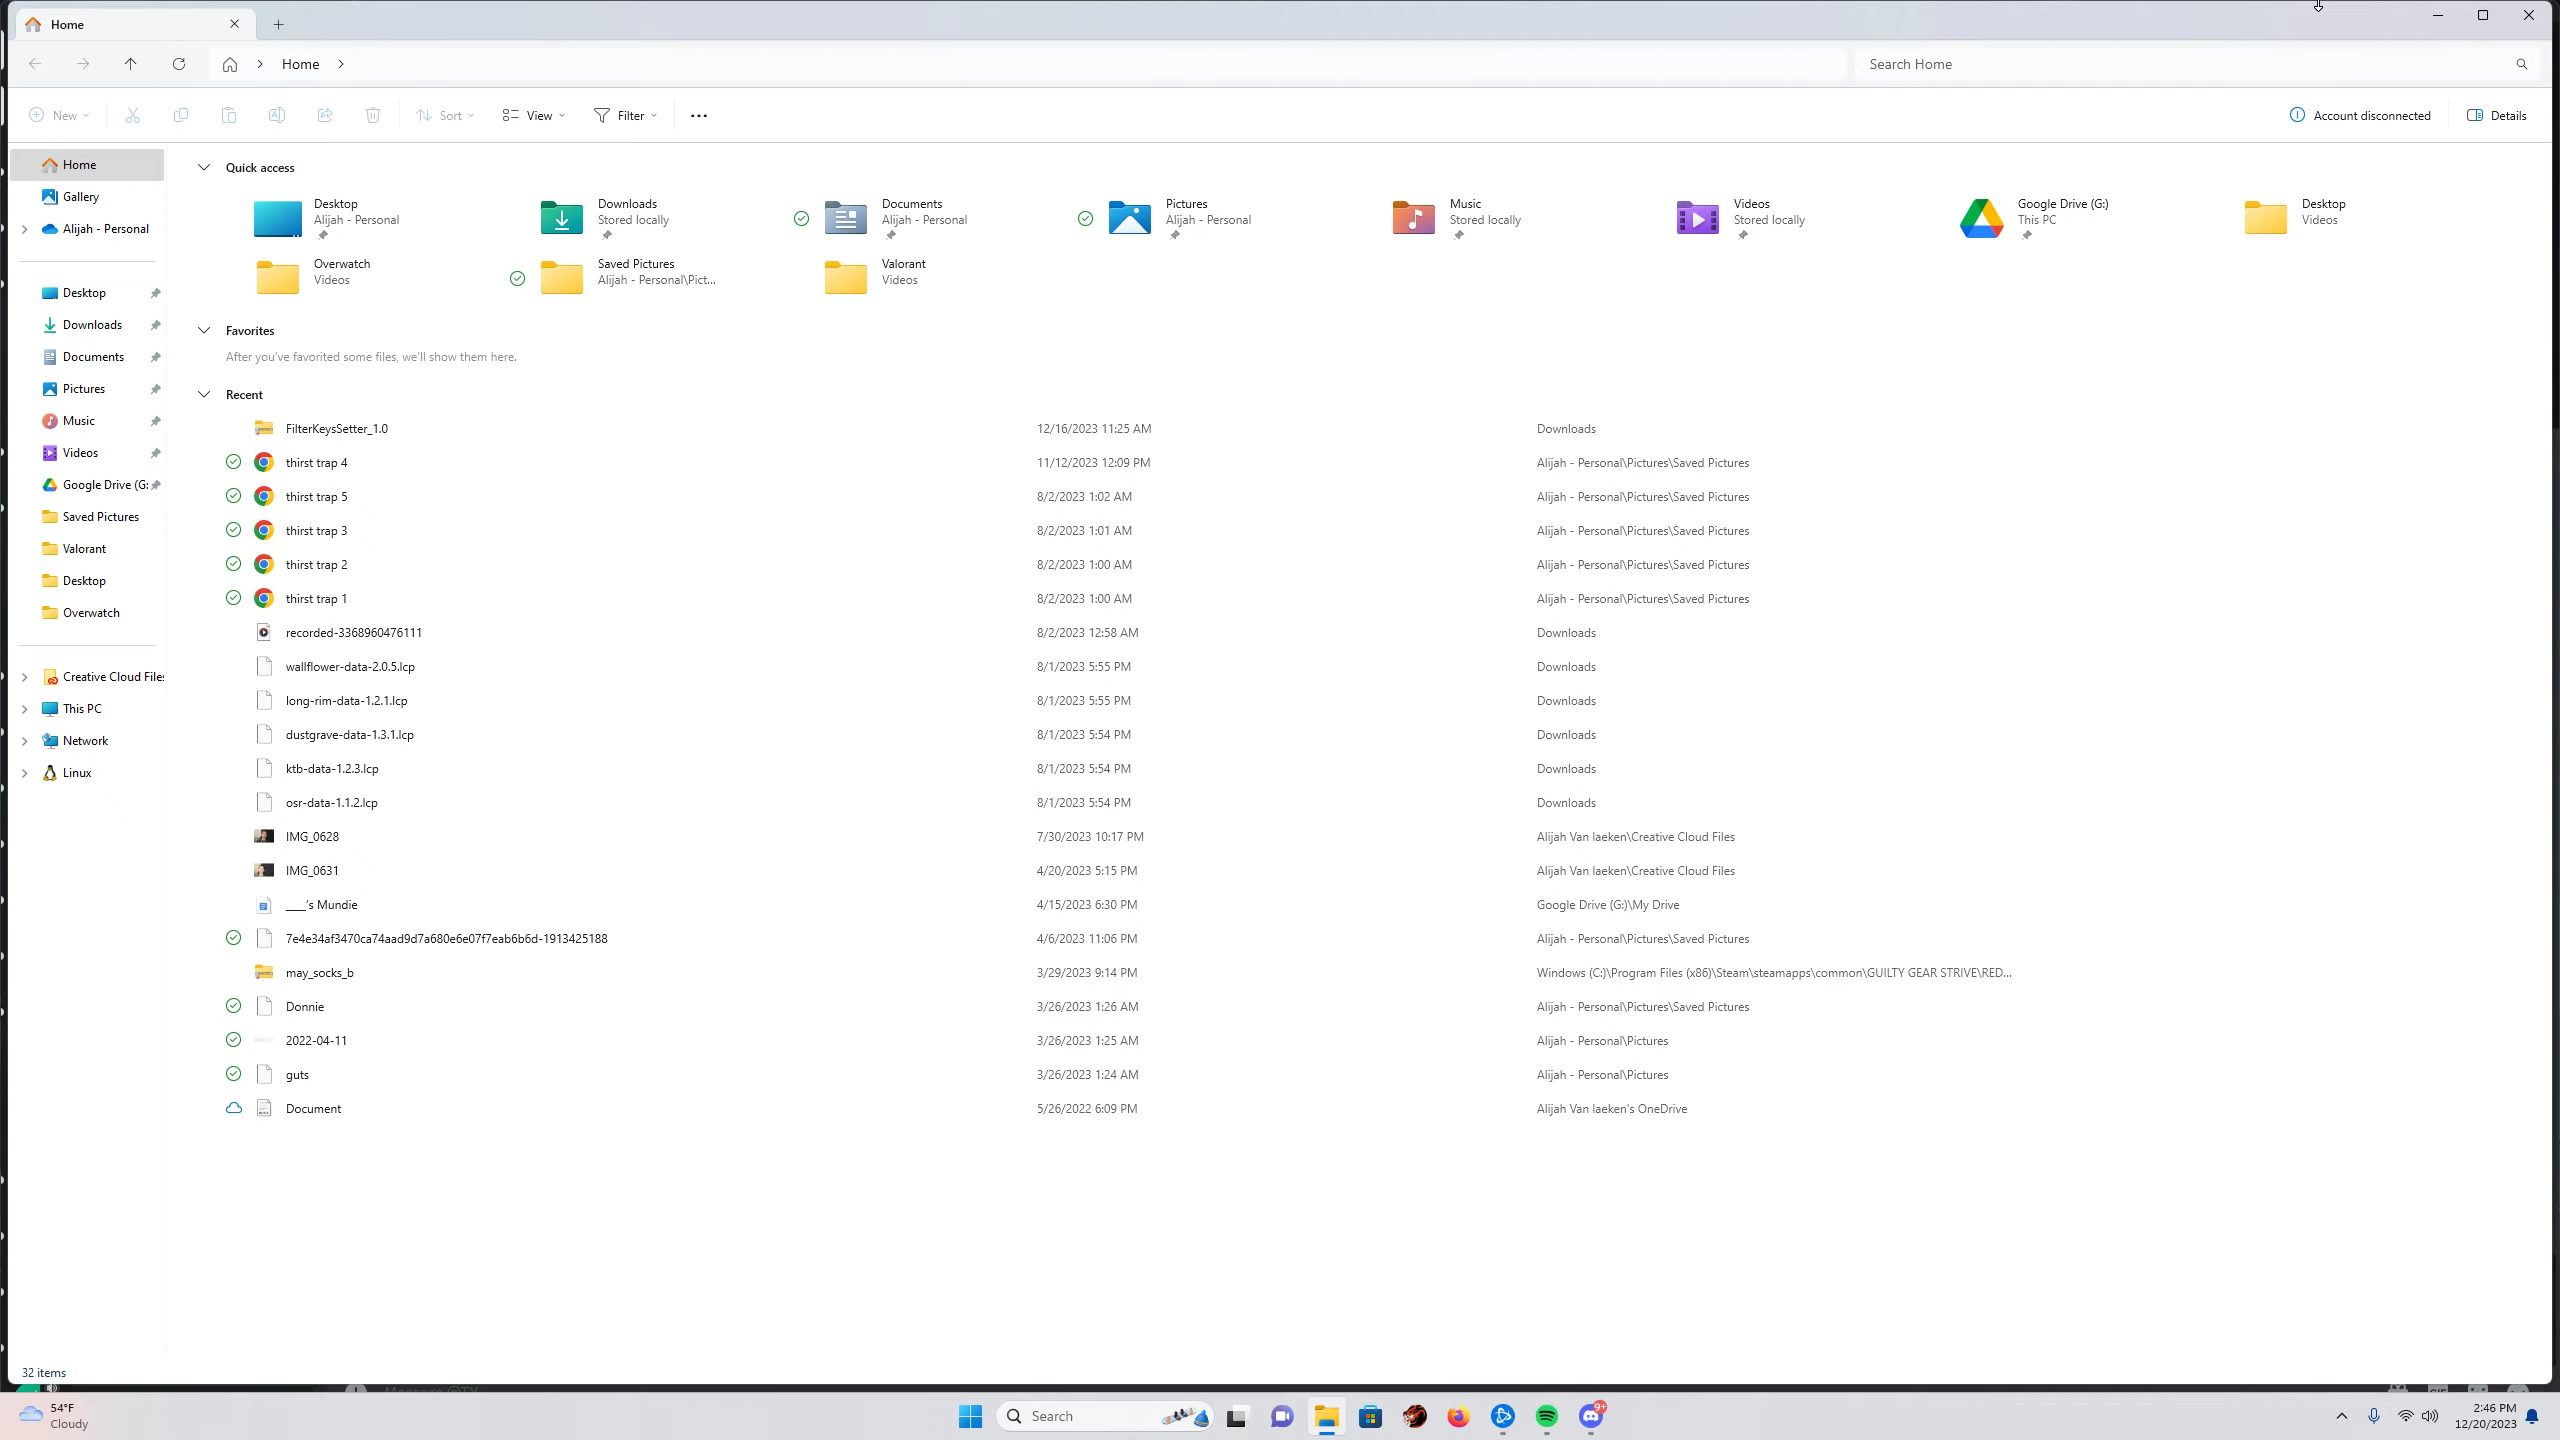 Home
Home
Search Home
New
Sort
View
Filter
Account disconnected
Details
Home
Gallery
Alijah - Personal
Desktop
Downloads
Documents
Pictures
Music
Videos
Google Drive (G:
Saved Pictures
Valorant
Desktop
Overwatch
Creative Cloud Files
This PC
Network
Linux
Quick access
Desktop
Alijah - Personal
Downloads
Stored locally
Documents
Alijah - Personal
Pictures
Alijah - Personal
Music
Stored locally
Videos
Stored locally
Google Drive (G:)
This PC
Desktop
Videos
Overwatch
Videos
Saved Pictures
Alijah - Personal\Pict...
Valorant
Videos
Favorites
After you've favorited some files, we'll show them here.
Recent
FilterKeysSetter_1.0 12/16/2023 11:25 AM Downloads
thirst trap 4 11/12/2023 12:09 PM Alijah - Personal\Pictures\Saved Pictures
thirst trap 5 8/2/2023 1:02 AM Alijah - Personal\Pictures\Saved Pictures
thirst trap 3 8/2/2023 1:01 AM Alijah - Personal\Pictures\Saved Pictures
thirst trap 2 8/2/2023 1:00 AM Alijah - Personal\Pictures\Saved Pictures
thirst trap 1 8/2/2023 1:00 AM Alijah - Personal\Pictures\Saved Pictures
recorded-3368960476111 8/2/2023 12:58 AM Downloads
wallflower-data-2.0.5.lcp 8/1/2023 5:55 PM Downloads
long-rim-data-1.2.1.lcp 8/1/2023 5:55 PM Downloads
dustgrave-data-1.3.1.lcp 8/1/2023 5:54 PM Downloads
ktb-data-1.2.3.lcp 8/1/2023 5:54 PM Downloads
osr-data-1.1.2.lcp 8/1/2023 5:54 PM Downloads
IMG_0628 7/30/2023 10:17 PM Alijah Van Iaeken\Creative Cloud Files
IMG_0631 4/20/2023 5:15 PM Alijah Van Iaeken\Creative Cloud Files
___'s Mundie 4/15/2023 6:30 PM Google Drive (G:)\My Drive
7e4e34af3470ca74aad9d7a680e6e07f7eab6b6d-1913425188 4/6/2023 11:06 PM Alijah - Personal\Pictures\Saved Pictures
may_socks_b 3/29/2023 9:14 PM Windows (C:)\Program Files (x86)\Steam\steamapps\common\GUILTY GEAR STRIVE\RED...
Donnie 3/26/2023 1:26 AM Alijah - Personal\Pictures\Saved Pictures
2022-04-11 3/26/2023 1:25 AM Alijah - Personal\Pictures
guts 3/26/2023 1:24 AM Alijah - Personal\Pictures
Document 5/26/2022 6:09 PM Alijah Van Iaeken's OneDrive
32 items
54°F
Cloudy
Search
9+
2:46 PM
12/20/2023